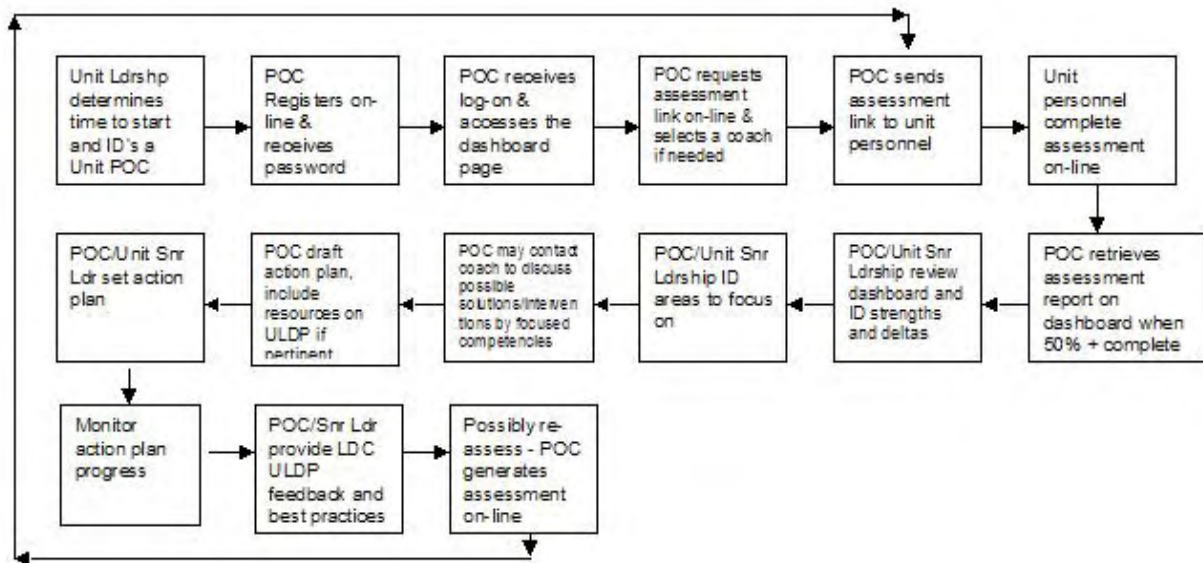 Unit Ldrshp
determines
time to start
and ID's a
Unit POC
POC
Registers on-
line &
receives
password
POC receives
log-on &
accesses the
dashboard
page
POC requests
assessment
link on-line &
selects a coach
if needed
POC sends
assessment
link to unit
personnel
Unit
personnel
complete
assessment
on-line
POC/Unit Snr
Ldr set action
plan
POC draft
action plan,
include
resources on
ULDP if
pertinent
POC may contact
coach to discuss
possible
solutions/interven
tions by focused
competencies
POC/Unit Snr
Ldrship ID
areas to focus
on
POC/Unit Snr
Ldrship review
dashboard and
ID strengths
and deltas
POC retrieves
assessment
report on
dashboard when
50% + complete
Monitor
action plan
progress
POC/Snr Ldr
provide LDC
ULDP
feedback and
best practices
Possibly re-
assess - POC
generates
assessment
on-line